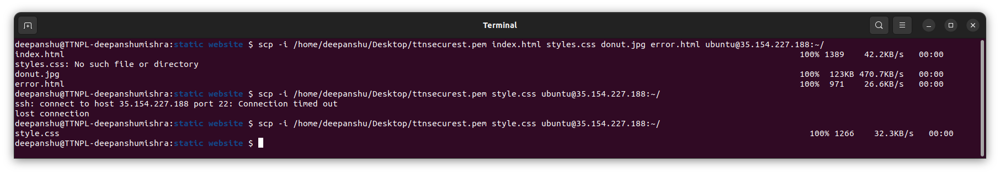 Terminal
deepanshu@TTNPL-deepanshumishra:static website $ scp -i /home/deepanshu/Desktop/ttnsecurest.pem index.html styles.css donut.jpg error.html ubuntu@35.154.227.188:~/
index.html 100% 1389 42.2KB/s 00:00
styles.css: No such file or directory
donut.jpg 100% 123KB 470.7KB/s 00:00
error.html 100% 971 26.6KB/s 00:00
deepanshu@TTNPL-deepanshumishra:static website $ scp -i /home/deepanshu/Desktop/ttnsecurest.pem style.css ubuntu@35.154.227.188:~/
ssh: connect to host 35.154.227.188 port 22: Connection timed out
lost connection
deepanshu@TTNPL-deepanshumishra:static website $ scp -i /home/deepanshu/Desktop/ttnsecurest.pem style.css ubuntu@35.154.227.188:~/
style.css 100% 1266 32.3KB/s 00:00
deepanshu@TTNPL-deepanshumishra:static website $